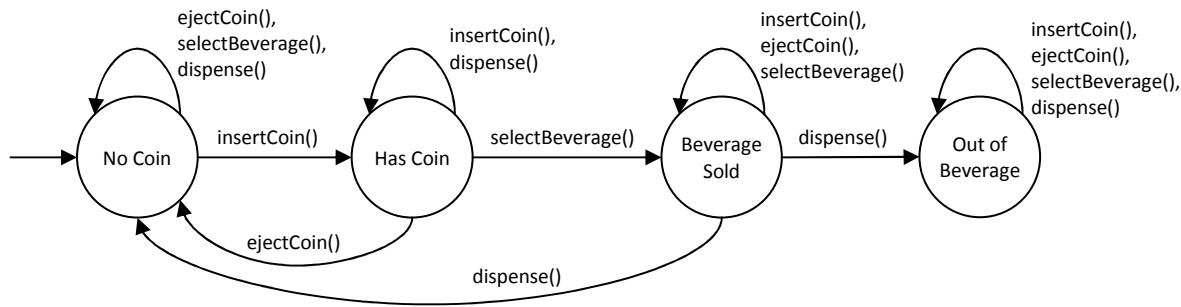 ejectCoin(),
selectBeverage(),
dispense()
insertCoin(),
dispense()
insertCoin(),
ejectCoin(),
selectBeverage()
insertCoin(),
ejectCoin(),
selectBeverage(),
dispense()
No Coin
insertCoin()
Has Coin
selectBeverage()
Beverage
Sold
dispense()
Out of
Beverage
ejectCoin()
dispense()